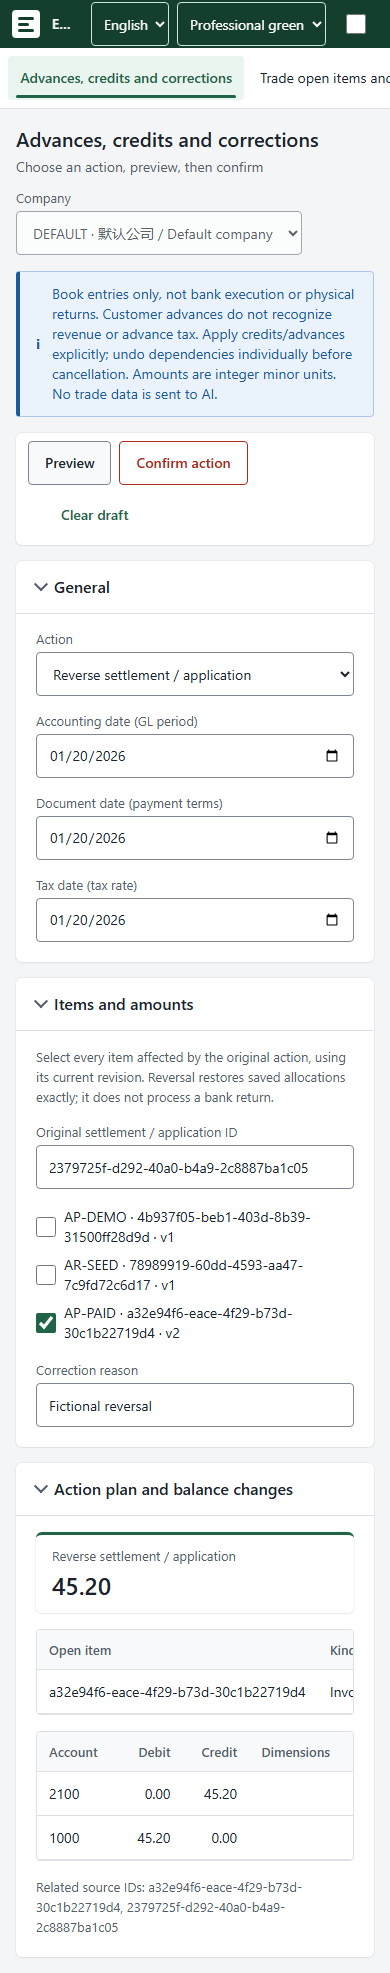 E...
English
Professional green
Advances, credits and corrections
Trade open items and
Advances, credits and corrections
Choose an action, preview, then confirm
Company
DEFAULT · 默认公司 / Default company
Book entries only, not bank execution or physical
returns. Customer advances do not recognize
revenue or advance tax. Apply credits/advances
explicitly; undo dependencies individually before
cancellation. Amounts are integer minor units.
No trade data is sent to AI.
Preview
Confirm action
Clear draft
General
Action
Reverse settlement / application
Accounting date (GL period)
01/20/2026
Document date (payment terms)
01/20/2026
Tax date (tax rate)
01/20/2026
Items and amounts
Select every item affected by the original action, using
its current revision. Reversal restores saved allocations
exactly; it does not process a bank return.
Original settlement / application ID
2379725f-d292-40a0-b4a9-2c8887ba1c05
AP-DEMO · 4b937f05-beb1-403d-8b39-
31500ff28d9d · v1
AR-SEED · 78989919-60dd-4593-aa47-
7c9fd72c6d17 · v1
AP-PAID · a32e94f6-eace-4f29-b73d-
30c1b22719d4 · v2
Correction reason
Fictional reversal
Action plan and balance changes
Reverse settlement / application
45.20
Open item Kind
a32e94f6-eace-4f29-b73d-30c1b22719d4 Invo
Account Debit Credit Dimensions
2100 0.00 45.20
1000 45.20 0.00
Related source IDs: a32e94f6-eace-4f29-b73d-
30c1b22719d4, 2379725f-d292-40a0-b4a9-
2c8887ba1c05